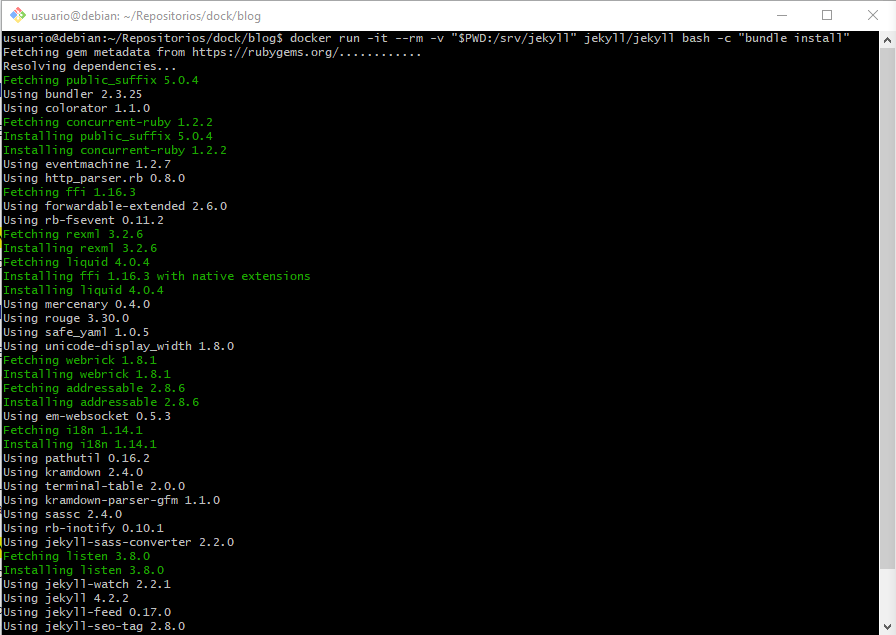 usuario@debian: ~/Repositorios/dock/blog
usuario@debian:~/Repositorios/dock/blog$ docker run -it --rm -v "$PWD:/srv/jekyll" jekyll/jekyll bash -c "bundle install"
Fetching gem metadata from https://rubygems.org/............
Resolving dependencies...
Fetching public_suffix 5.0.4
Using bundler 2.3.25
Using colorator 1.1.0
Fetching concurrent-ruby 1.2.2
Installing public_suffix 5.0.4
Installing concurrent-ruby 1.2.2
Using eventmachine 1.2.7
Using http_parser.rb 0.8.0
Fetching ffi 1.16.3
Using forwardable-extended 2.6.0
Using rb-fsevent 0.11.2
Fetching rexml 3.2.6
Installing rexml 3.2.6
Fetching liquid 4.0.4
Installing ffi 1.16.3 with native extensions
Installing liquid 4.0.4
Using mercenary 0.4.0
Using rouge 3.30.0
Using safe_yaml 1.0.5
Using unicode-display_width 1.8.0
Fetching webrick 1.8.1
Installing webrick 1.8.1
Fetching addressable 2.8.6
Installing addressable 2.8.6
Using em-websocket 0.5.3
Fetching i18n 1.14.1
Installing i18n 1.14.1
Using pathutil 0.16.2
Using kramdown 2.4.0
Using terminal-table 2.0.0
Using kramdown-parser-gfm 1.1.0
Using sassc 2.4.0
Using rb-inotify 0.10.1
Using jekyll-sass-converter 2.2.0
Fetching listen 3.8.0
Installing listen 3.8.0
Using jekyll-watch 2.2.1
Using jekyll 4.2.2
Using jekyll-feed 0.17.0
Using jekyll-seo-tag 2.8.0